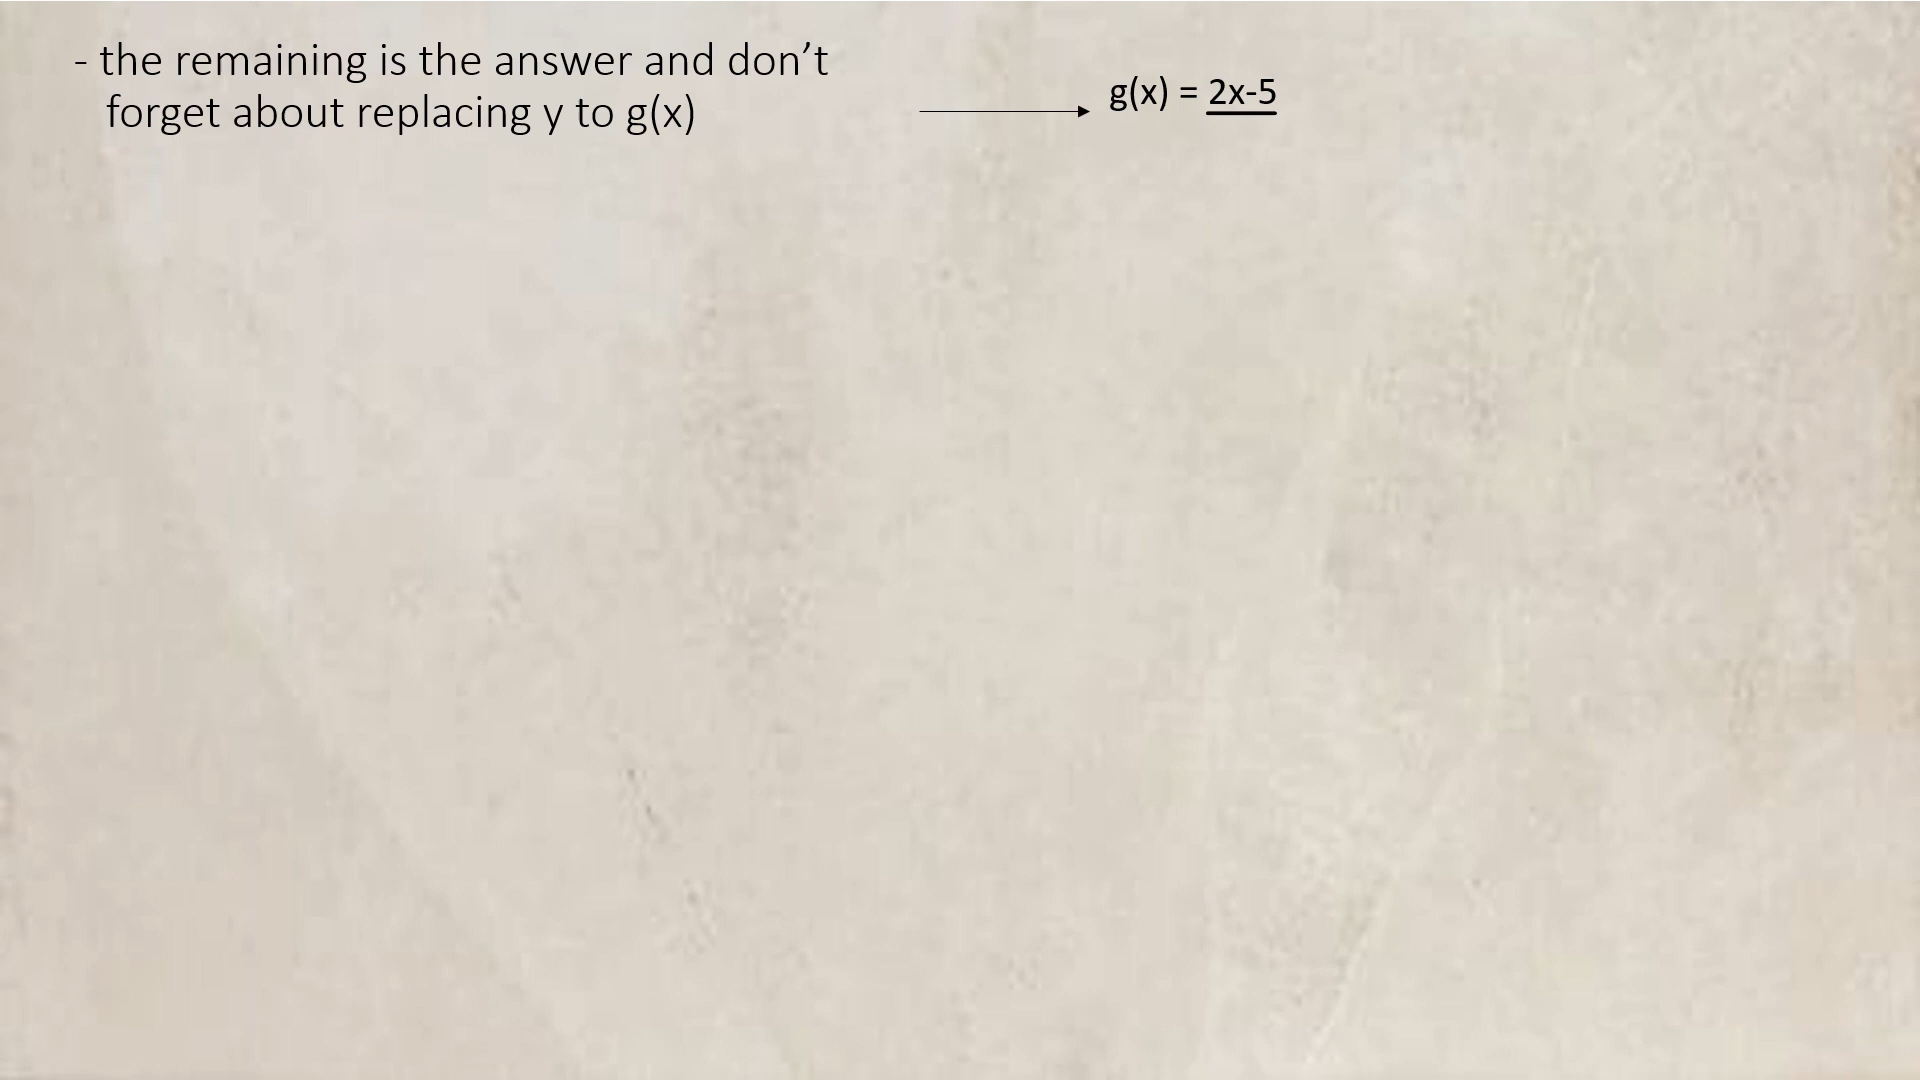 - the remaining is the answer and don’t
forget about replacing y to g(x)
g(x) = 2x-5